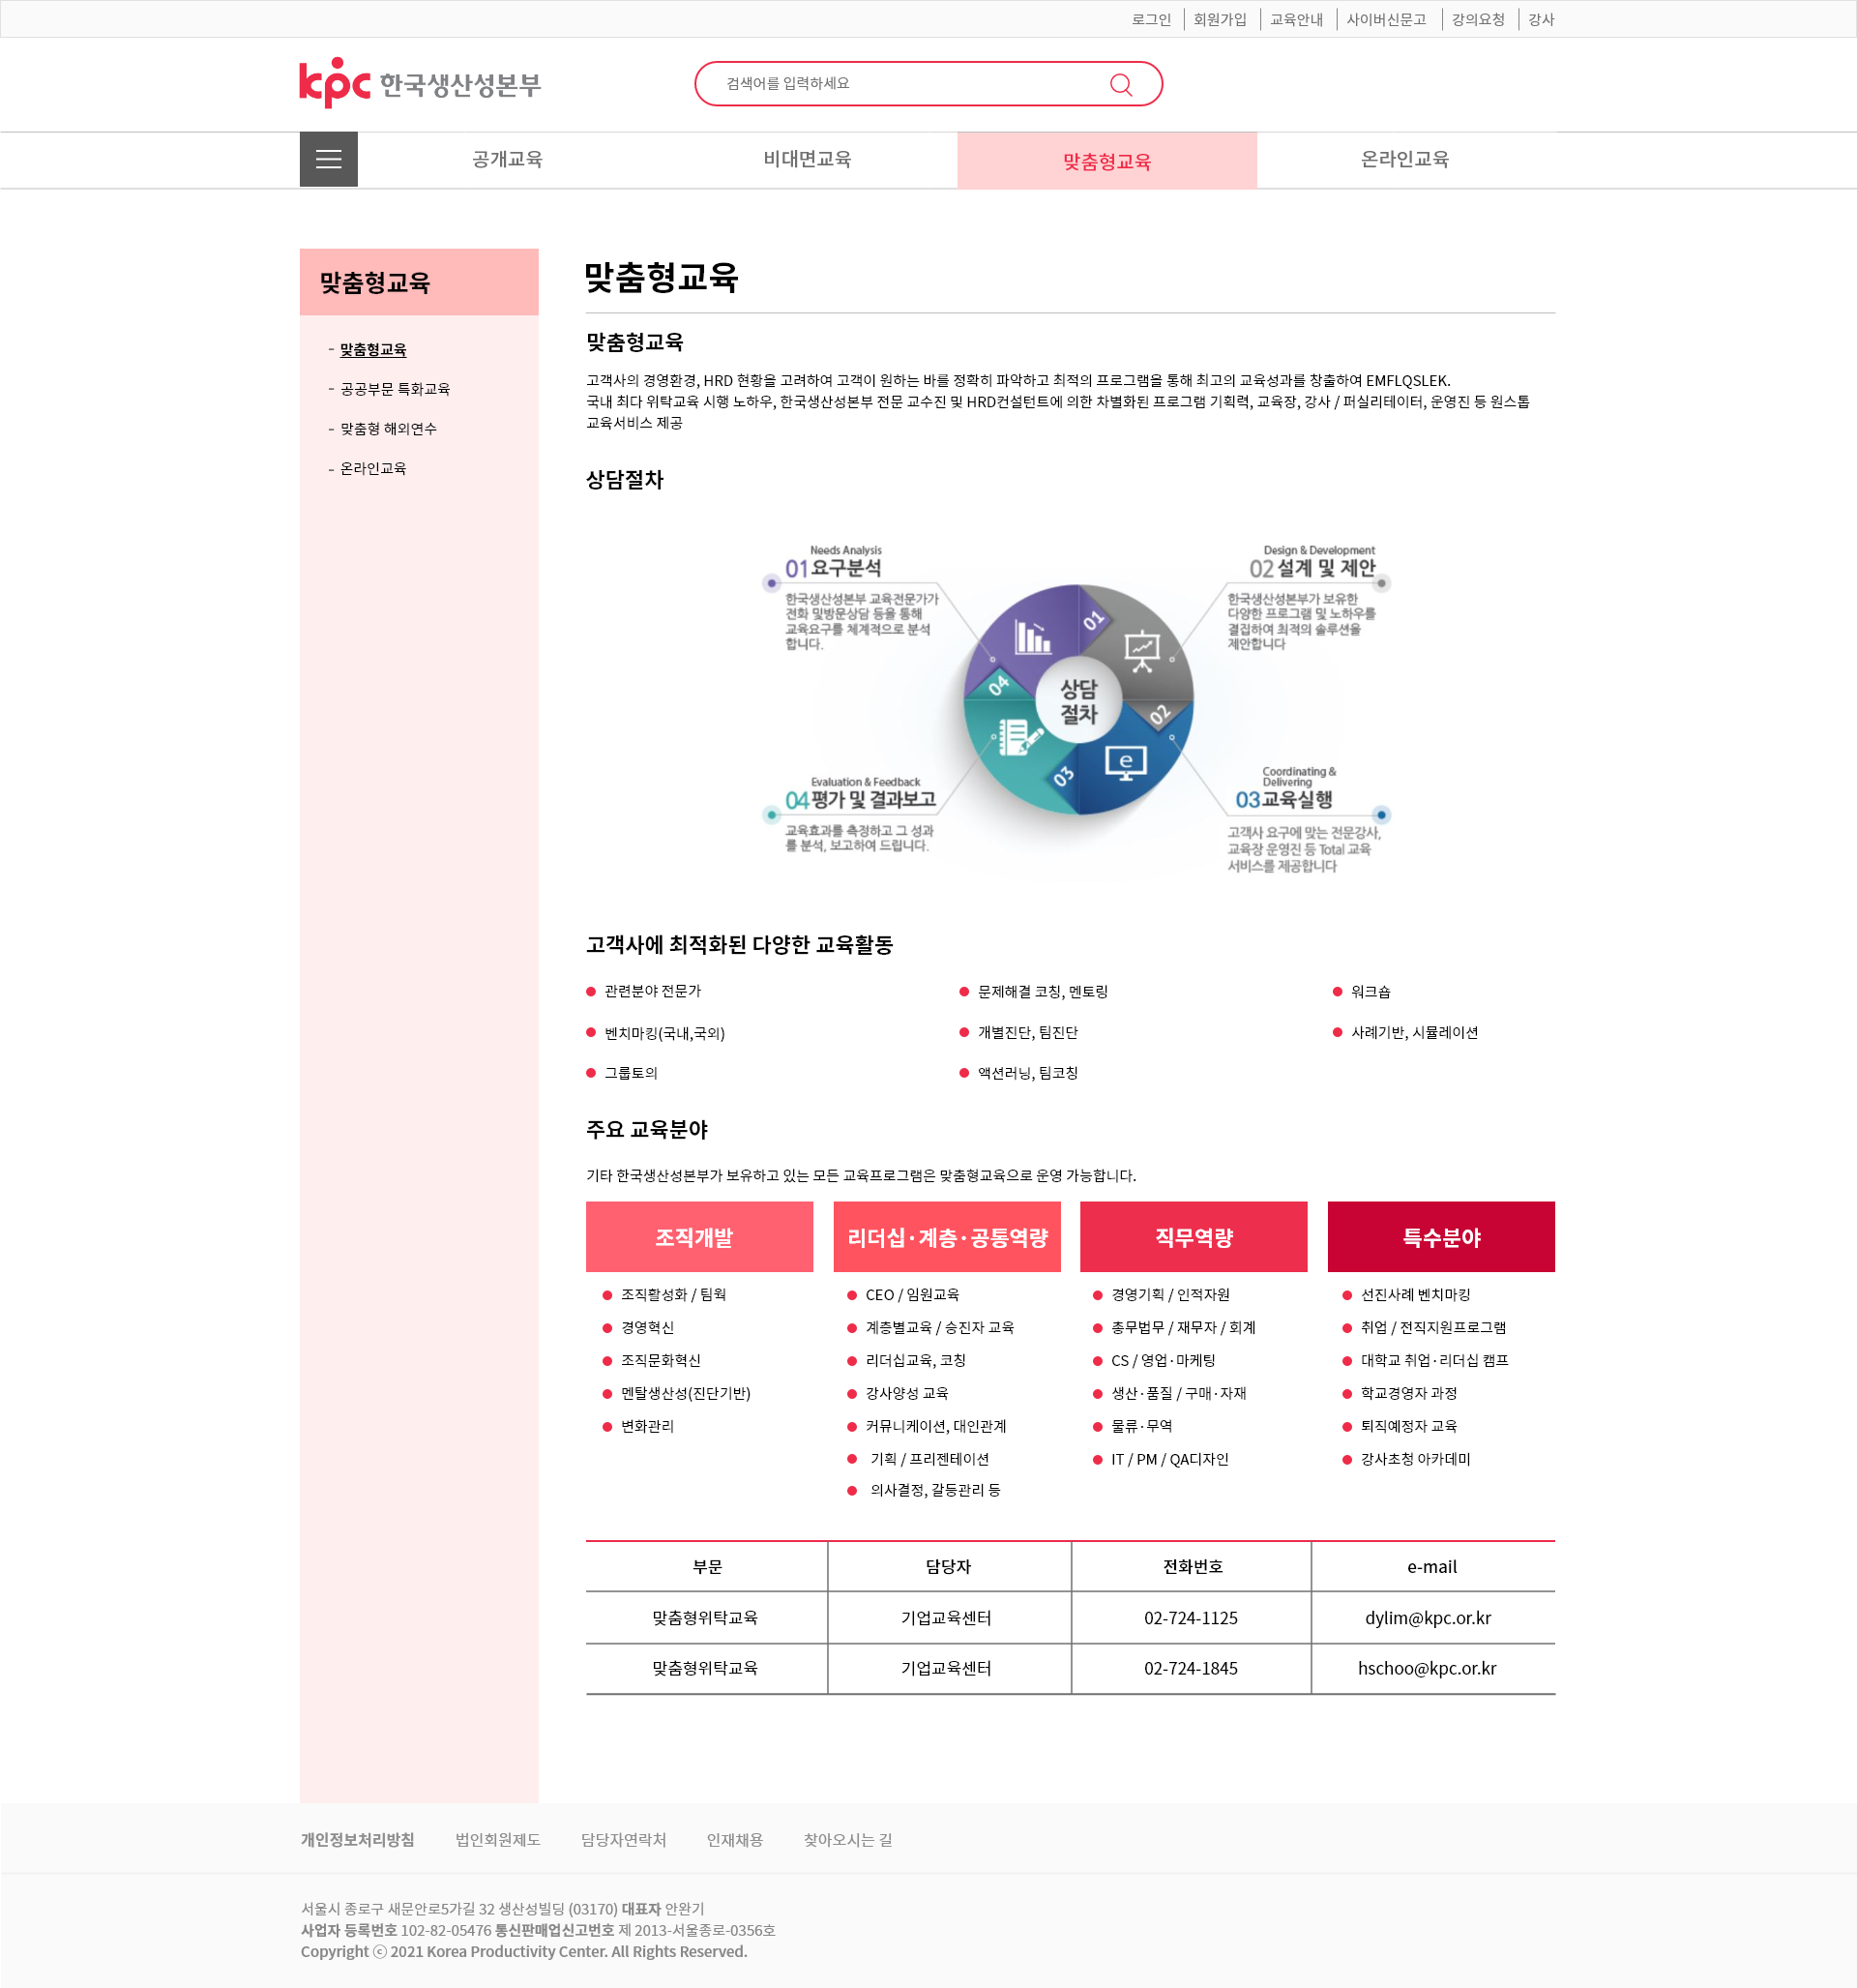 로그인 회원가입 교육안내 사이버신문고 강의요청 강사
kpc 한국생산성본부
검색어를 입력하세요
공개교육 비대면교육 맞춤형교육 온라인교육
맞춤형교육
- 맞춤형교육
- 공공부문 특화교육
- 맞춤형 해외연수
- 온라인교육
맞춤형교육
맞춤형교육
고객사의 경영환경, HRD 현황을 고려하여 고객이 원하는 바를 정확히 파악하고 최적의 프로그램을 통해 최고의 교육성과를 창출하여 EMFLQSLEK.
국내 최다 위탁교육 시행 노하우, 한국생산성본부 전문 교수진 및 HRD컨설턴트에 의한 차별화된 프로그램 기획력, 교육장, 강사 / 퍼실리테이터, 운영진 등 원스톱
교육서비스 제공
상담절차
Needs Analysis
01 요구분석
한국생산성본부 교육전문가가
전화 및방문상담 등을 통해
교육요구를 체계적으로 분석
합니다.
Design & Development
02 설계 및 제안
한국생산성본부가 보유한
다양한 프로그램 및 노하우를
결집하여 최적의 솔루션을
제안합니다
01
02
03
04
e
상담
절차
Evaluation & Feedback
04 평가 및 결과보고
교육효과를 측정하고 그 성과
를 분석, 보고하여 드립니다.
Coordinating &
Delivering
03 교육실행
고객사 요구에 맞는 전문강사,
교육장 운영진 등 Total 교육
서비스를 제공합니다
고객사에 최적화된 다양한 교육활동
관련분야 전문가 문제해결 코칭, 멘토링 워크숍
벤치마킹(국내,국외) 개별진단, 팀진단 사례기반, 시뮬레이션
그룹토의 액션러닝, 팀코칭
주요 교육분야
기타 한국생산성본부가 보유하고 있는 모든 교육프로그램은 맞춤형교육으로 운영 가능합니다.
조직개발
조직활성화 / 팀웍
경영혁신
조직문화혁신
멘탈생산성(진단기반)
변화관리
리더십·계층·공통역량
CEO / 임원교육
계층별교육 / 승진자 교육
리더십교육, 코칭
강사양성 교육
커뮤니케이션, 대인관계
기획 / 프리젠테이션
의사결정, 갈등관리 등
직무역량
경영기획 / 인적자원
총무법무 / 재무자 / 회계
CS / 영업·마케팅
생산·품질 / 구매·자재
물류·무역
IT / PM / QA디자인
특수분야
선진사례 벤치마킹
취업 / 전직지원프로그램
대학교 취업·리더십 캠프
학교경영자 과정
퇴직예정자 교육
강사초청 아카데미
부문 담당자 전화번호 e-mail
맞춤형위탁교육 기업교육센터 02-724-1125 dylim@kpc.or.kr
맞춤형위탁교육 기업교육센터 02-724-1845 hschoo@kpc.or.kr
개인정보처리방침 법인회원제도 담당자연락처 인재채용 찾아오시는 길
서울시 종로구 새문안로5가길 32 생산성빌딩 (03170) 대표자 안완기
사업자 등록번호 102-82-05476 통신판매업신고번호 제 2013-서울종로-0356호
Copyright ⓒ 2021 Korea Productivity Center. All Rights Reserved.